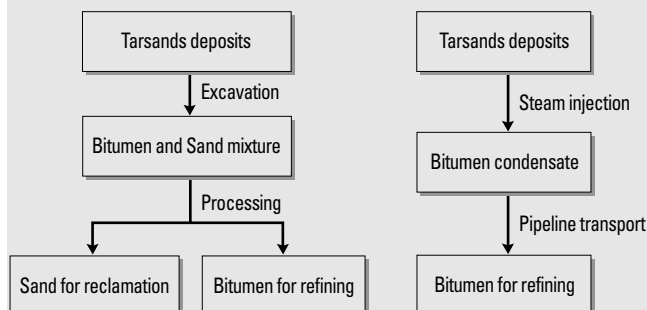 Tarsands deposits
Excavation
Bitumen and Sand mixture
Processing
Sand for reclamation
Bitumen for refining
Tarsands deposits
Steam injection
Bitumen condensate
Pipeline transport
Bitumen for refining